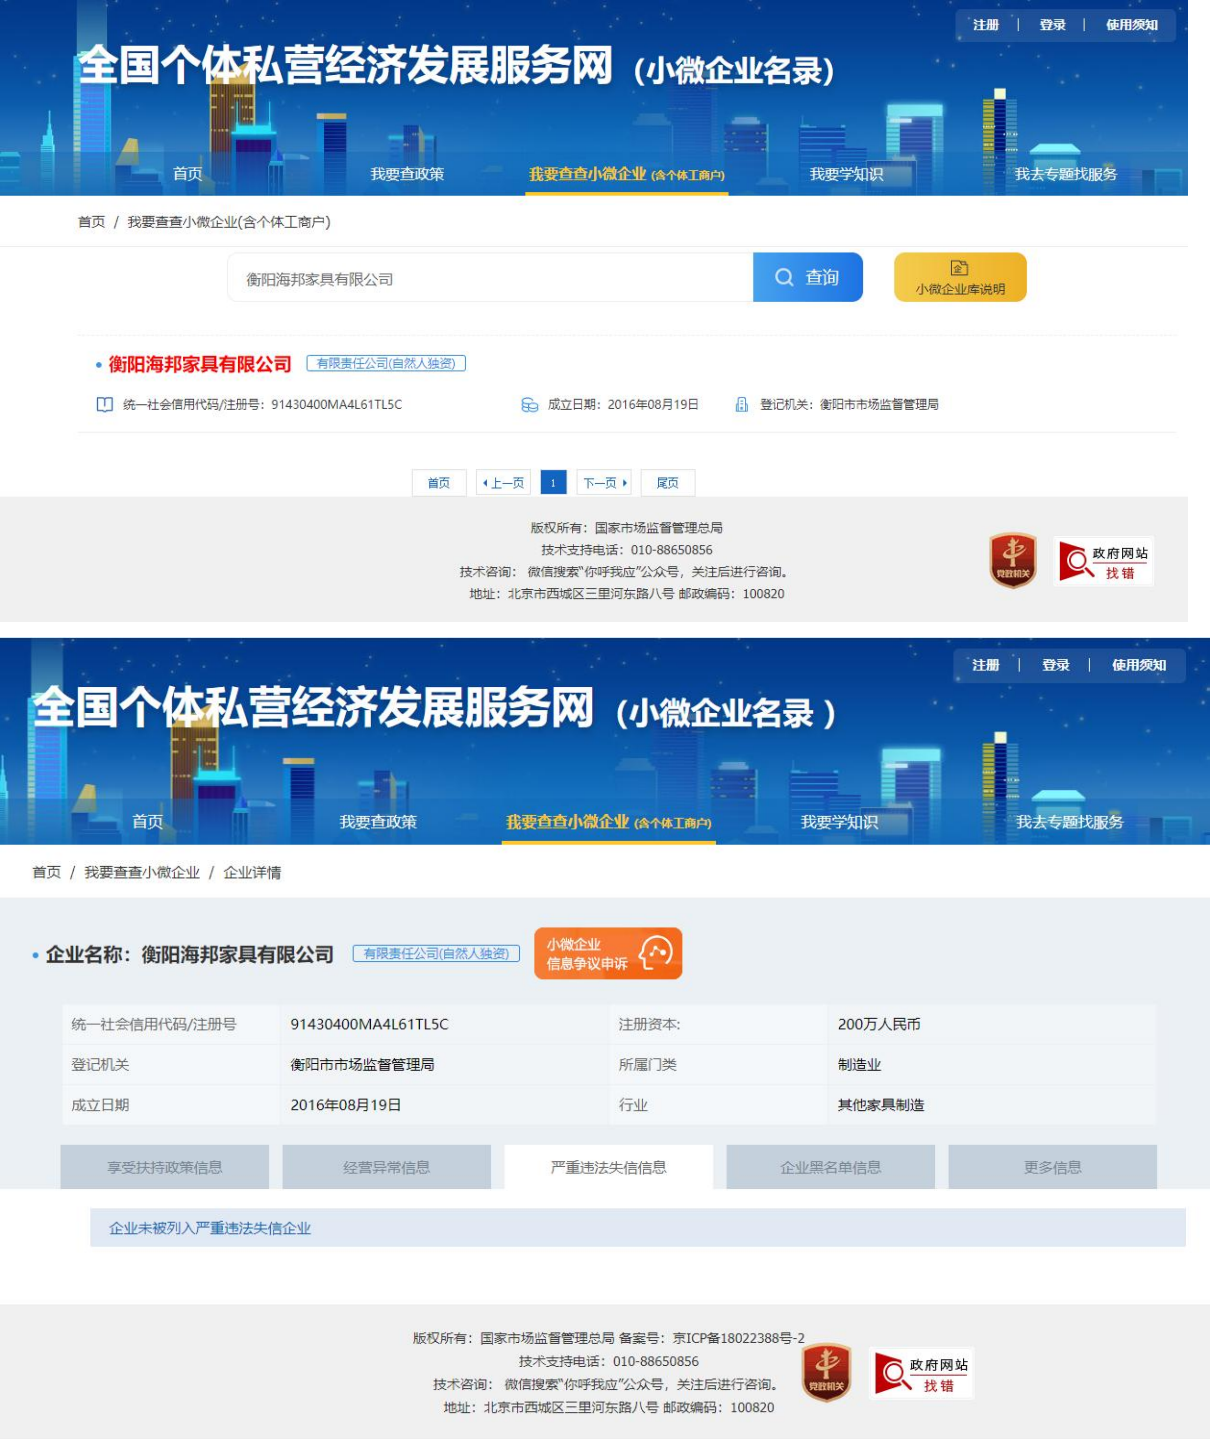 注册 | 登录 | 使用须知
全国个体私营经济发展服务网 (小微企业名录)
首页 我要查政策 我要查查小微企业 (含个体工商户) 我要学知识 我去专题找服务
首页 / 我要查查小微企业(含个体工商户)
衡阳海邦家具有限公司 查询
企
小微企业库说明
衡阳海邦家具有限公司 有限责任公司(自然人独资)
统一社会信用代码/注册号: 91430400MA4L61TL5C 成立日期: 2016年08月19日 登记机关: 衡阳市市场监督管理局
首页 上一页 1 下一页 尾页
版权所有: 国家市场监督管理总局
技术支持电话: 010-88650856
技术咨询: 微信搜索“你呼我应”公众号, 关注后进行咨询。
地址: 北京市西城区三里河东路八号 邮政编码: 100820
党政机关
政府网站
找错
注册 | 登录 | 使用须知
全国个体私营经济发展服务网 (小微企业名录 )
首页 我要查政策 我要查查小微企业 (含个体工商户) 我要学知识 我去专题找服务
首页 / 我要查查小微企业 / 企业详情
企业名称: 衡阳海邦家具有限公司 有限责任公司(自然人独资)
小微企业
信息争议申诉
统一社会信用代码/注册号 91430400MA4L61TL5C 注册资本: 200万人民币
登记机关 衡阳市市场监督管理局 所属门类 制造业
成立日期 2016年08月19日 行业 其他家具制造
享受扶持政策信息 经营异常信息 严重违法失信信息 企业黑名单信息 更多信息
企业未被列入严重违法失信企业
版权所有: 国家市场监督管理总局 备案号: 京ICP备18022388号-2
技术支持电话: 010-88650856
技术咨询: 微信搜索“你呼我应”公众号, 关注后进行咨询。
地址: 北京市西城区三里河东路八号 邮政编码: 100820
党政机关
政府网站
找错